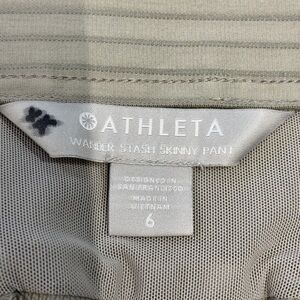 ATHLETA
WANDER STASH SKINNY PANT
DESIGNED IN
SAN FRANCISCO
MADE IN
VIETNAM
6